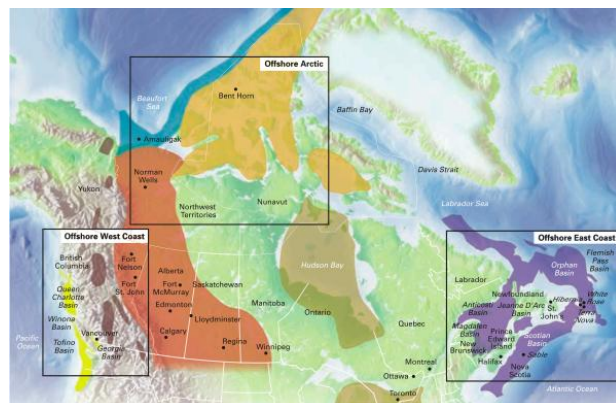 Offshore Arctic
Beaufort
Sea
Bent Horn
Baffin Bay
Amauligak
Davis Strait
Norman
Wells
Yukon
Northwest
Territories
Nunavut
Labrador Sea
Offshore West Coast
Offshore East Coast
British
Columbia
Fort
Nelson
Fort
St. John
Alberta
Fort
McMurray
Saskatchewan
Edmonton
Lloydminster
Calgary
Regina
Manitoba
Winnipeg
Hudson Bay
Ontario
Quebec
Queen
Charlotte
Basin
Winona
Basin
Tofino
Basin
Vancouver
Georgia
Basin
Pacific
Ocean
Labrador
Orphan
Basin
Flemish
Pass
Basin
Newfoundland
Jeanne D'Arc
Basin
Hibernia
White
Rose
Terra
Nova
St.
John's
Anticosti
Basin
Magdalen
Basin
Prince
Edward
Island
New
Brunswick
Scotian
Basin
Sable
Halifax
Nova
Scotia
Montreal
Ottawa
Toronto
Atlantic Ocean